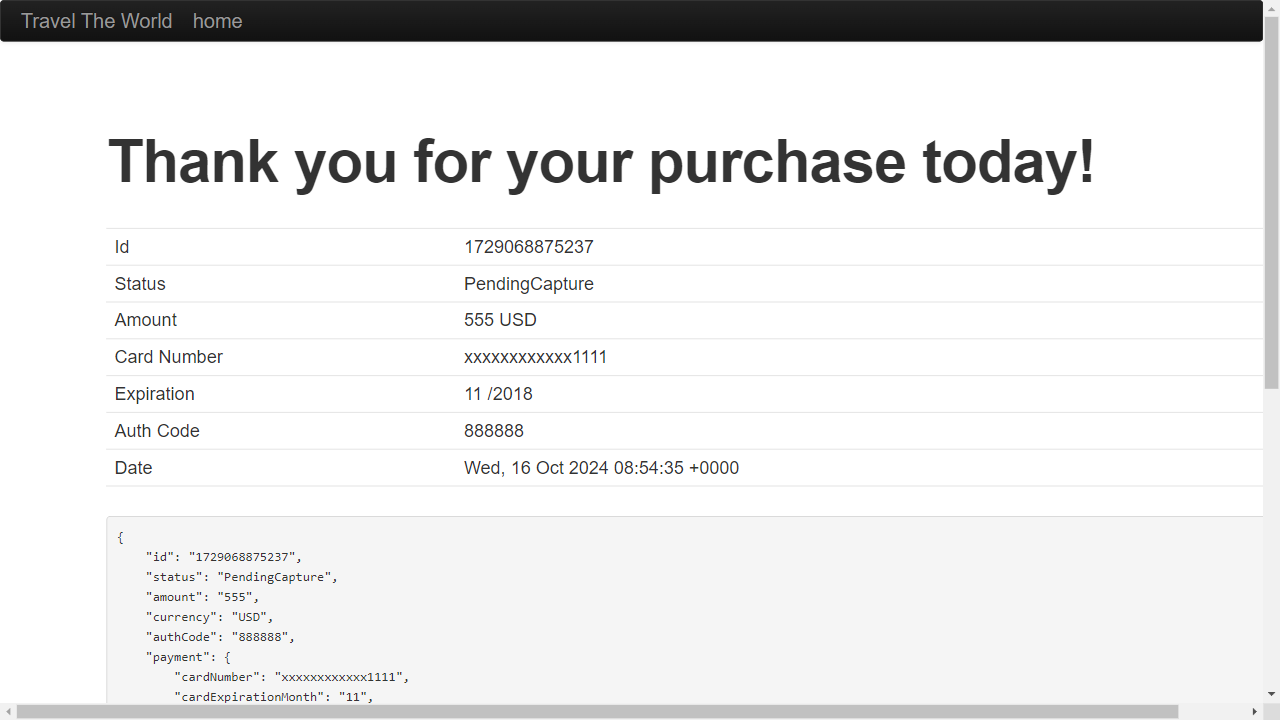 Travel The World home
Thank you for your purchase today!
Id 1729068875237
Status PendingCapture
Amount 555 USD
Card Number xxxxxxxxxxxx1111
Expiration 11 /2018
Auth Code 888888
Date Wed, 16 Oct 2024 08:54:35 +0000
{
    "id": "1729068875237",
    "status": "PendingCapture",
    "amount": "555",
    "currency": "USD",
    "authCode": "888888",
    "payment": {
        "cardNumber": "xxxxxxxxxxxx1111",
        "cardExpirationMonth": "11",